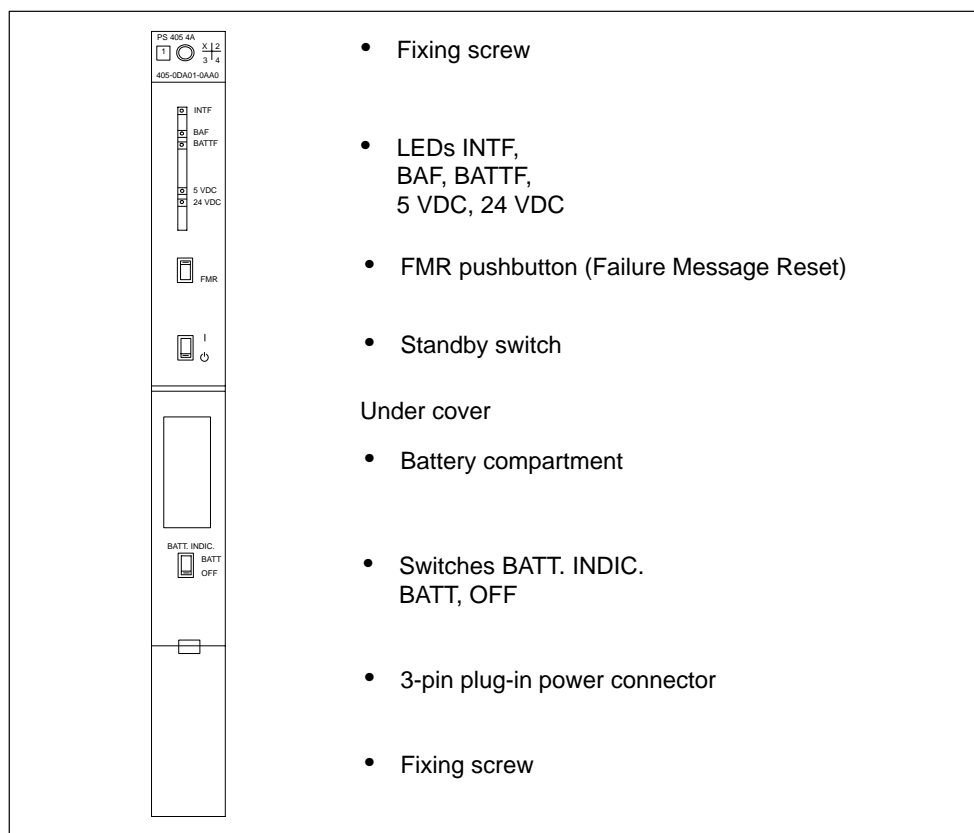 PS 405 4A
1
X 2
3 4
405-0DA01-0AA0
INTF
BAF
BATTF
5 VDC
24 VDC
FMR
I
BATT. INDIC.
BATT
OFF
• Fixing screw
• LEDs INTF,
BAF, BATTF,
5 VDC, 24 VDC
• FMR pushbutton (Failure Message Reset)
• Standby switch
Under cover
• Battery compartment
• Switches BATT. INDIC.
BATT, OFF
• 3-pin plug-in power connector
• Fixing screw